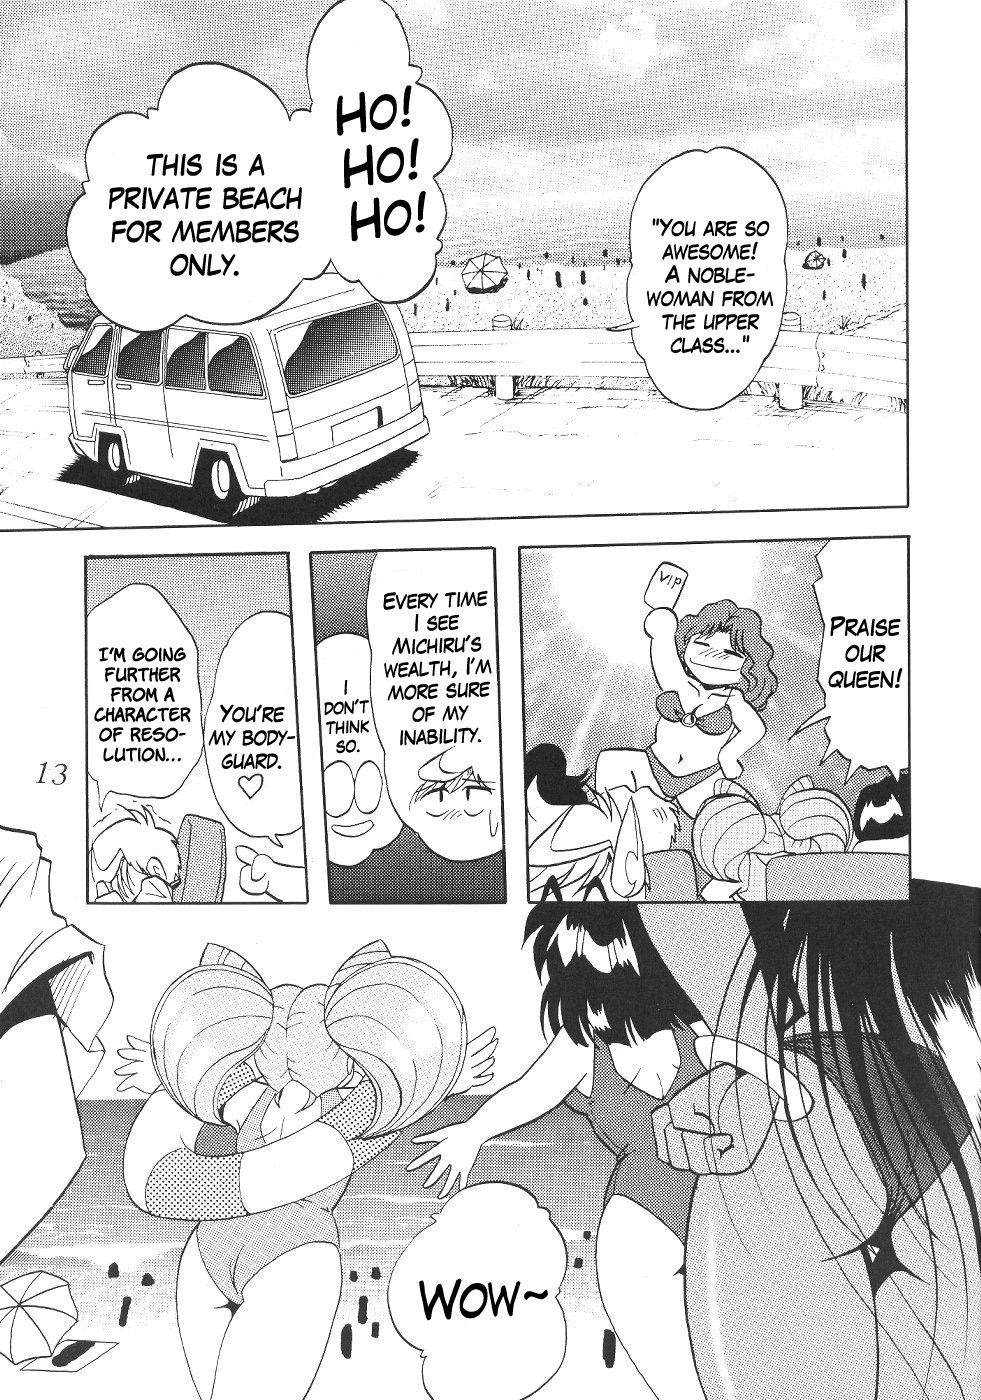 HO!
HO!
HO!
THIS IS A
PRIVATE BEACH
FOR MEMBERS
ONLY.
"YOU ARE SO
AWESOME!
A NOBLE-
WOMAN FROM
THE UPPER
CLASS..."
PRAISE
OUR
QUEEN!
VIP
EVERY TIME
I SEE
MICHIRU'S
WEALTH, I'M
MORE SURE
OF MY
INABILITY.
I
DON'T
THINK
SO.
YOU'RE
MY BODY-
GUARD.
♡
I'M GOING
FURTHER
FROM A
CHARACTER
OF RESO-
LUTION...
13
WOW~